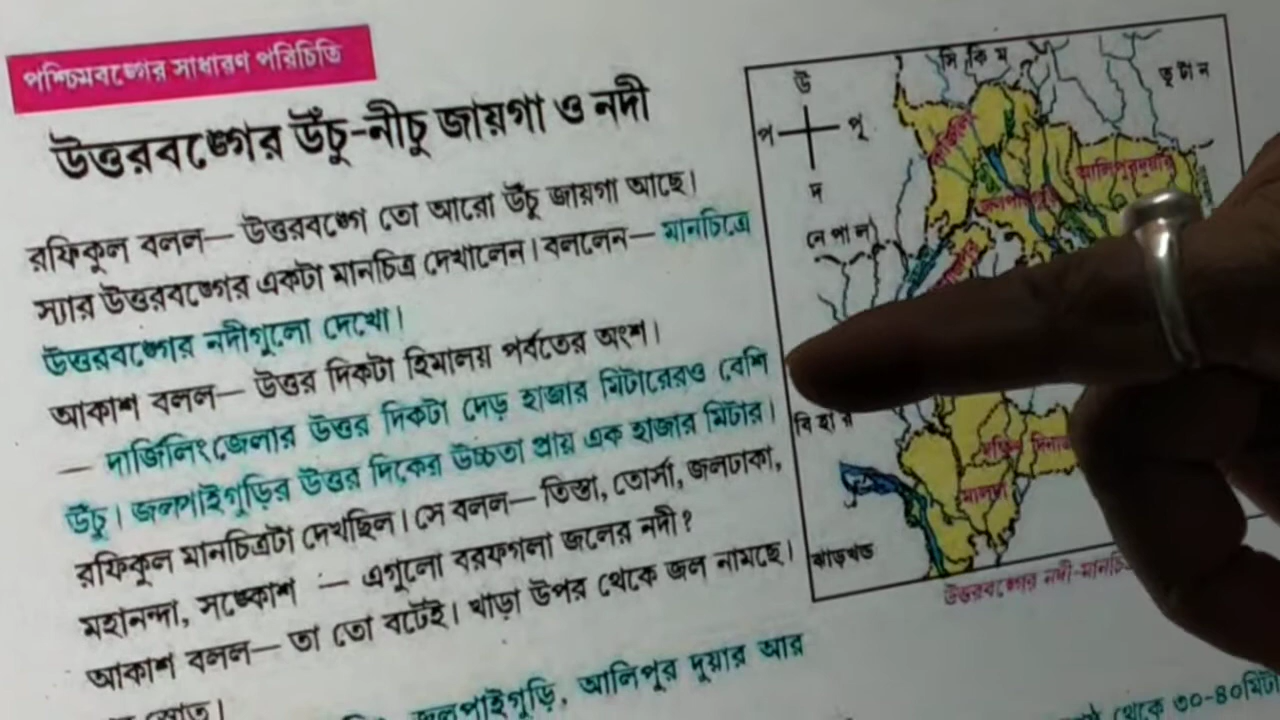 পশ্চিমবঙ্গের সাধারণ পরিচিতি
উত্তরবঙ্গের উঁচু-নীচু জায়গা ও নদী
রফিকুল বলল— উত্তরবঙ্গে তো আরো উঁচু জায়গা আছে।
স্যার উত্তরবঙ্গের একটা মানচিত্র দেখালেন। বললেন— মানচিত্রে
উত্তরবঙ্গের নদীগুলো দেখো।
আকাশ বলল— উত্তর দিকটা হিমালয় পর্বতের অংশ।
— দার্জিলিং জেলার উত্তর দিকটা দেড় হাজার মিটারেরও বেশি
উঁচু। জলপাইগুড়ির উত্তর দিকের উচ্চতা প্রায় এক হাজার মিটার।
রফিকুল মানচিত্রটা দেখছিল। সে বলল— তিস্তা, তোর্সা, জলঢাকা,
মহানন্দা, সঙ্কোশ — এগুলো বরফগলা জলের নদী?
আকাশ বলল— তা তো বটেই। খাড়া উপর থেকে জল নামছে।
স্রোত।
জলপাইগুড়ি, আলিপুর দুয়ার আর
থেকে ৩০-৪০মিটা
উ
প পূ
দ
সিকিম
ভূটান
আলিপুরদুয়ার
নেপাল
বিহার
মালদা
ঝাড়খন্ড
উত্তরবঙ্গের নদী-মানচি